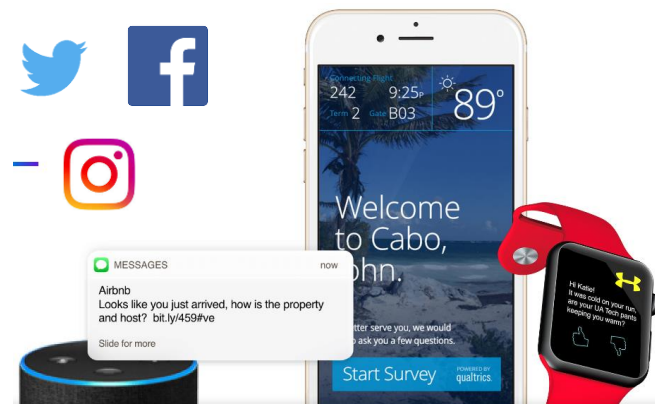 Connecting Flight
242 9:25P
Term 2 Gate B03
89°
Welcome
to Cabo,
John.
MESSAGES now
Airbnb
Looks like you just arrived, how is the property
and host? bit.ly/459#ve
Slide for more
tter serve you, we would
ask you a few questions.
Start Survey
POWERED BY
qualtrics.
Hi Katie!
It was cold on your run,
are your UA Tech pants
keeping you warm?